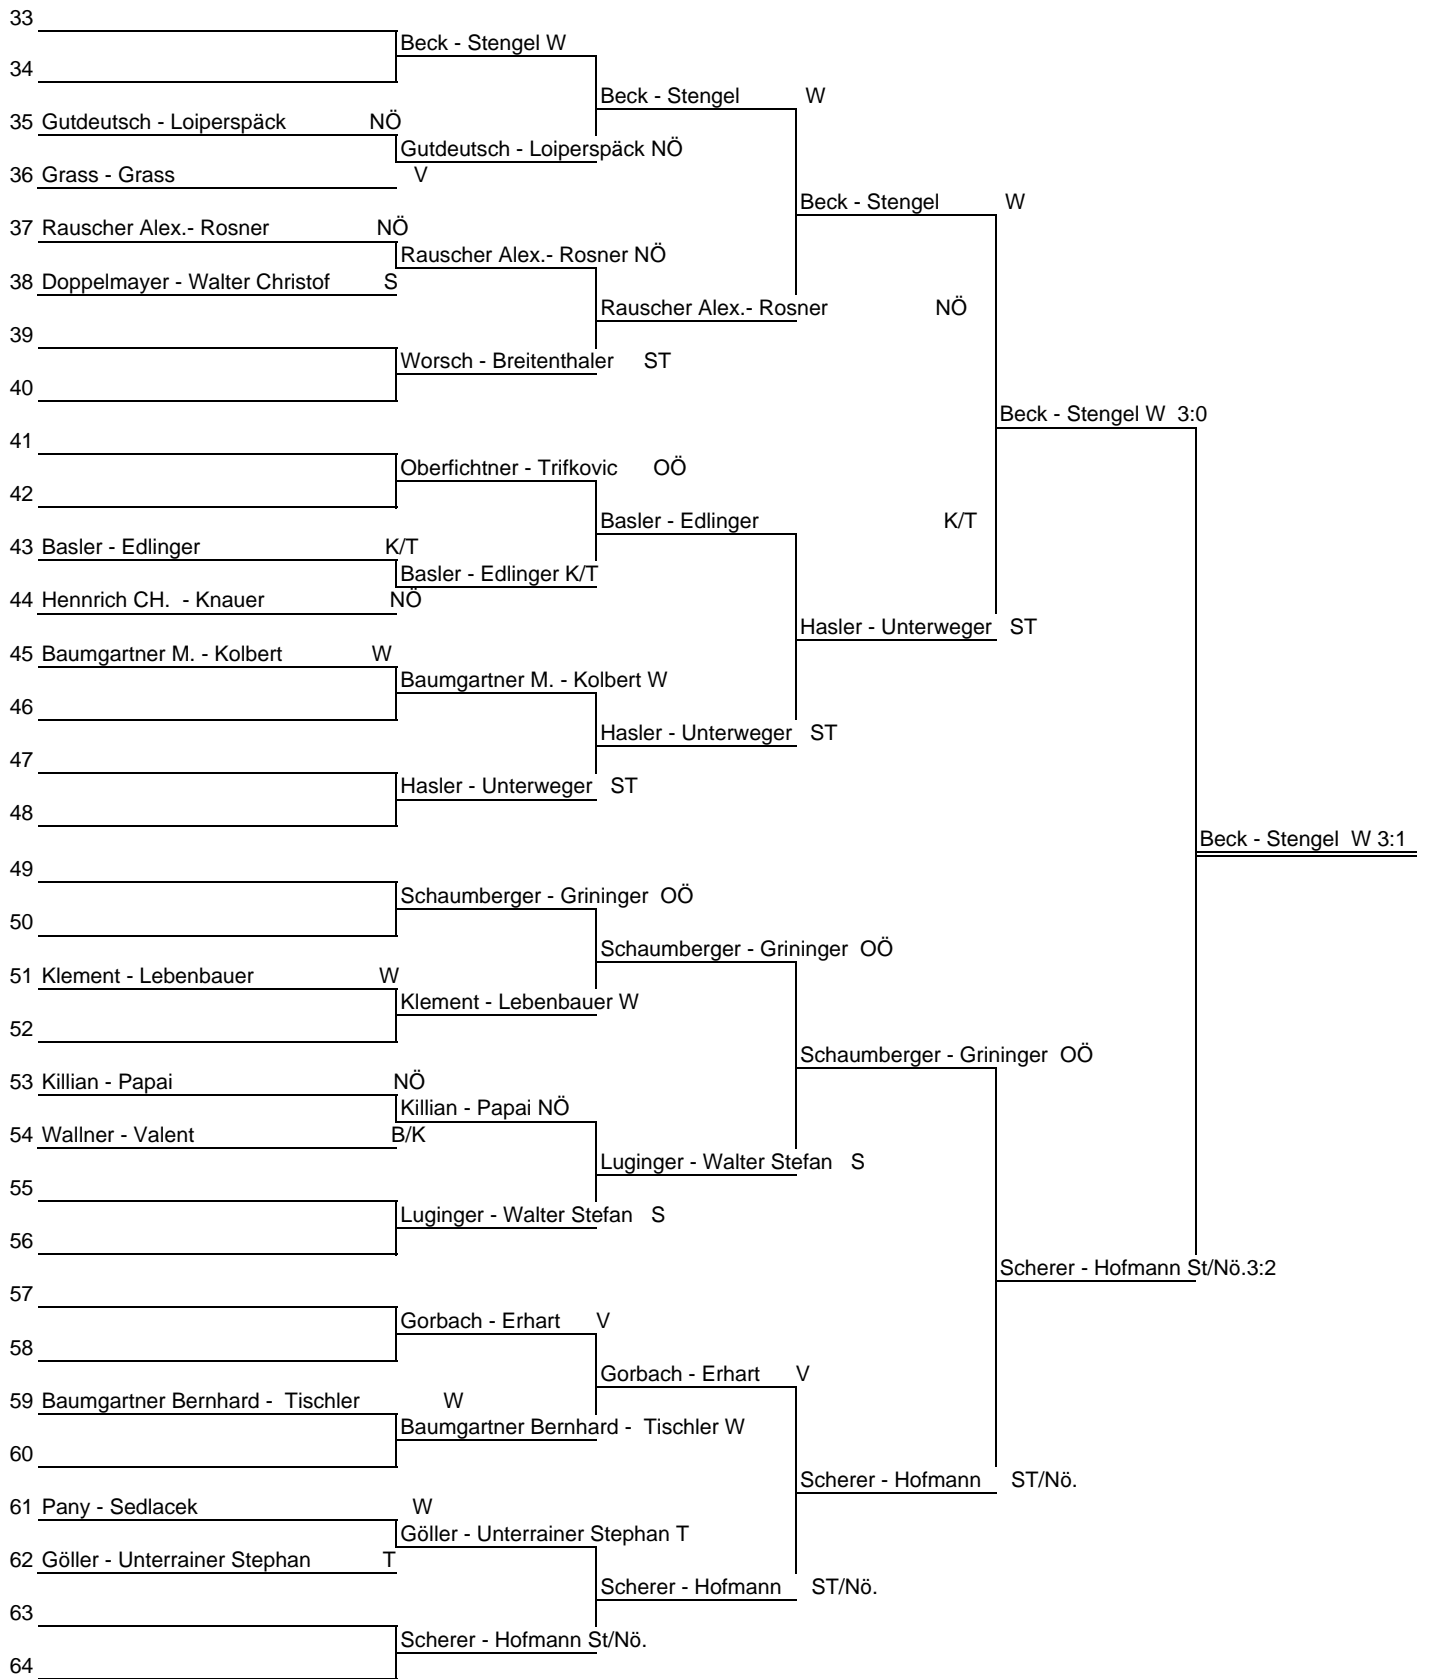 33
Beck - Stengel W
34
Beck - Stengel W
35 Gutdeutsch - Loiperspäck NÖ
Gutdeutsch - Loiperspäck NÖ
36 Grass - Grass V
Beck - Stengel W
37 Rauscher Alex.- Rosner NÖ
Rauscher Alex.- Rosner NÖ
38 Doppelmayer - Walter Christof S
Rauscher Alex.- Rosner NÖ
39
Worsch - Breitenthaler ST
40
Beck - Stengel W 3:0
41
Oberfichtner - Trifkovic OÖ
42
Basler - Edlinger K/T
43 Basler - Edlinger K/T
Basler - Edlinger K/T
44 Hennrich CH. - Knauer NÖ
Hasler - Unterweger ST
45 Baumgartner M. - Kolbert W
Baumgartner M. - Kolbert W
46
Hasler - Unterweger ST
47
Hasler - Unterweger ST
48
Beck - Stengel W 3:1
49
Schaumberger - Grininger OÖ
50
Schaumberger - Grininger OÖ
51 Klement - Lebenbauer W
Klement - Lebenbauer W
52
Schaumberger - Grininger OÖ
53 Killian - Papai NÖ
Killian - Papai NÖ
54 Wallner - Valent B/K
Luginger - Walter Stefan S
55
Luginger - Walter Stefan S
56
Scherer - Hofmann St/Nö.3:2
57
Gorbach - Erhart V
58
Gorbach - Erhart V
59 Baumgartner Bernhard - Tischler W
Baumgartner Bernhard - Tischler W
60
Scherer - Hofmann ST/Nö.
61 Pany - Sedlacek W
Göller - Unterrainer Stephan T
62 Göller - Unterrainer Stephan T
Scherer - Hofmann ST/Nö.
63
Scherer - Hofmann St/Nö.
64